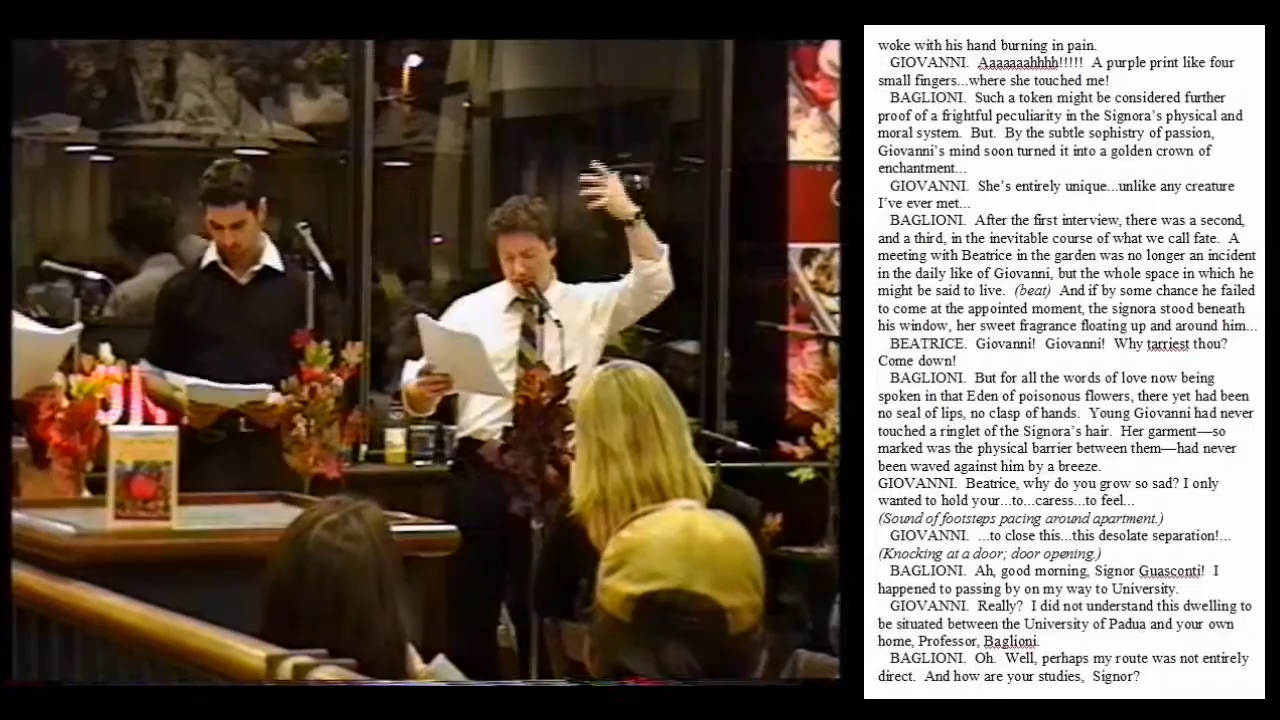 woke with his hand burning in pain.
GIOVANNI. Aaaaaaahhhh!!!!! A purple print like four
small fingers...where she touched me!
BAGLIONI. Such a token might be considered further
proof of a frightful peculiarity in the Signora's physical and
moral system. But. By the subtle sophistry of passion,
Giovanni's mind soon turned it into a golden crown of
enchantment...
GIOVANNI. She's entirely unique...unlike any creature
I've ever met...
BAGLIONI. After the first interview, there was a second,
and a third, in the inevitable course of what we call fate. A
meeting with Beatrice in the garden was no longer an incident
in the daily like of Giovanni, but the whole space in which he
might be said to live. (beat) And if by some chance he failed
to come at the appointed moment, the signora stood beneath
his window, her sweet fragrance floating up and around him...
BEATRICE. Giovanni! Giovanni! Why tarriest thou?
Come down!
BAGLIONI. But for all the words of love now being
spoken in that Eden of poisonous flowers, there yet had been
no seal of lips, no clasp of hands. Young Giovanni had never
touched a ringlet of the Signora's hair. Her garment—so
marked was the physical barrier between them—had never
been waved against him by a breeze.
GIOVANNI. Beatrice, why do you grow so sad? I only
wanted to hold your...to...caress...to feel...
(Sound of footsteps pacing around apartment.)
GIOVANNI. ...to close this...this desolate separation!...
(Knocking at a door; door opening.)
BAGLIONI. Ah, good morning, Signor Guasconti! I
happened to passing by on my way to University.
GIOVANNI. Really? I did not understand this dwelling to
be situated between the University of Padua and your own
home, Professor, Baglioni.
BAGLIONI. Oh. Well, perhaps my route was not entirely
direct. And how are your studies, Signor?